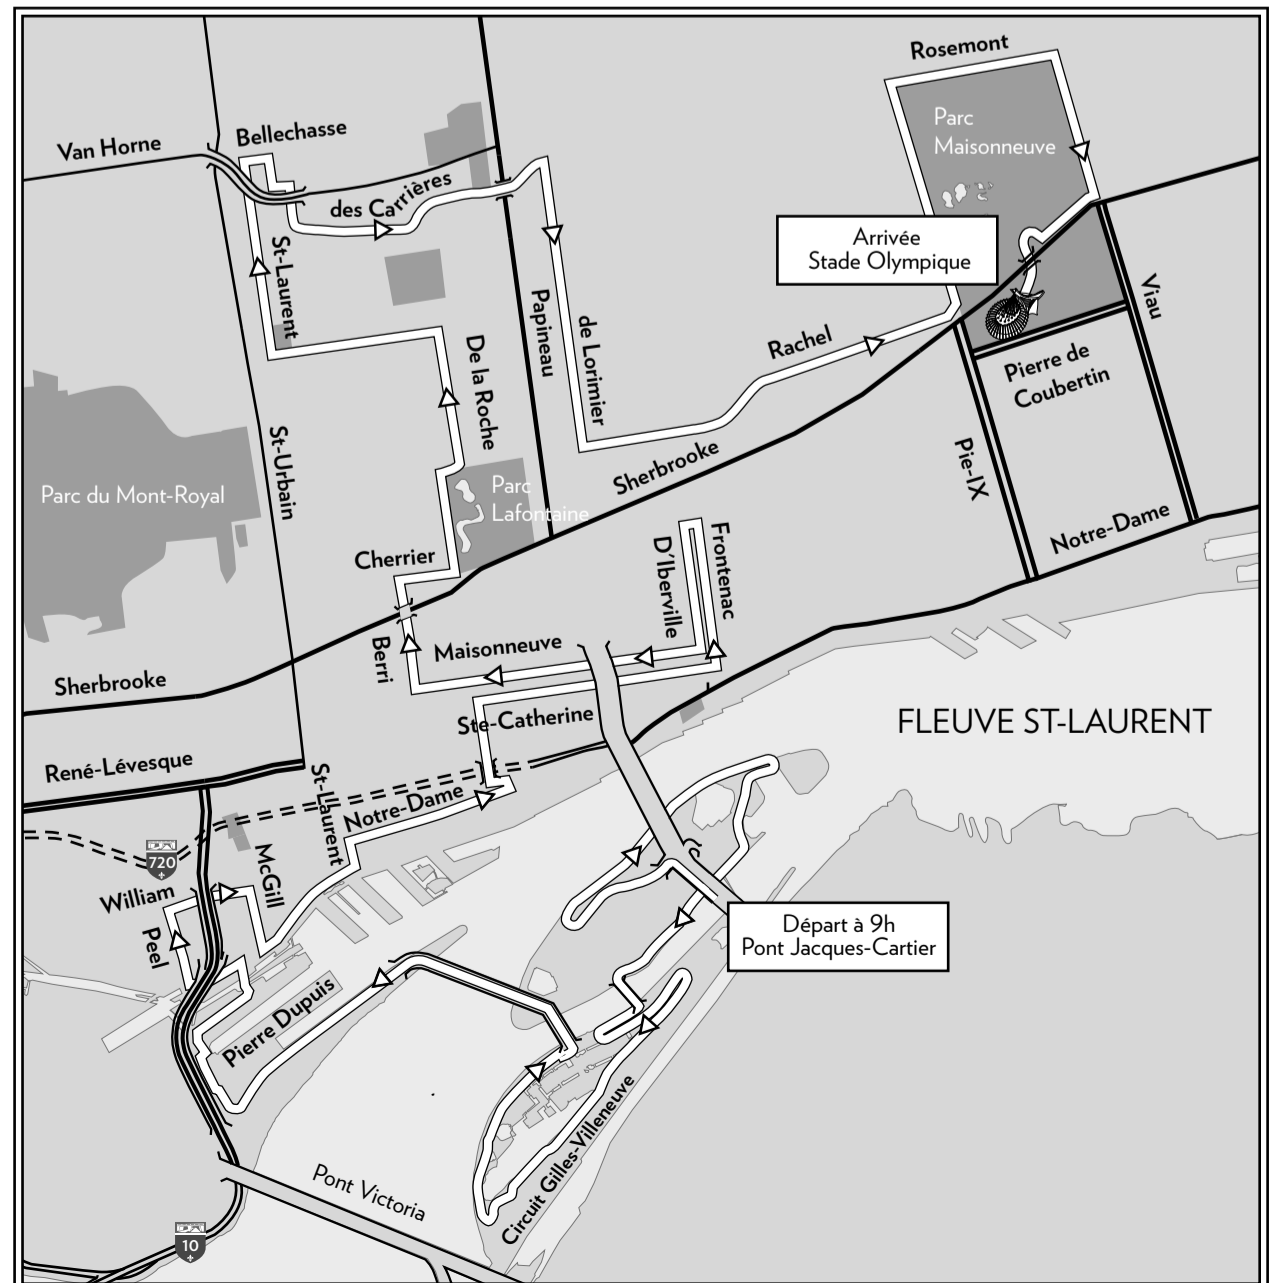 Rosemont
Parc
Maisonneuve
Bellechasse
Van Horne
des Carrières
Arrivée
Stade Olympique
St-Laurent
Papineau
de Lorimier
Viau
De la Roche
Rachel
Pierre de
Coubertin
St-Urbain
Sherbrooke
Pie-IX
Parc du Mont-Royal
Parc
Lafontaine
Notre-Dame
Cherrier
D'Iberville
Frontenac
Berri
Maisonneuve
Sherbrooke
Ste-Catherine
FLEUVE ST-LAURENT
René-Lévesque
St-Laurent
Notre-Dame
720
McGill
William
Peel
Départ à 9h
Pont Jacques-Cartier
Pierre Dupuis
Circuit Gilles-Villeneuve
Pont Victoria
10